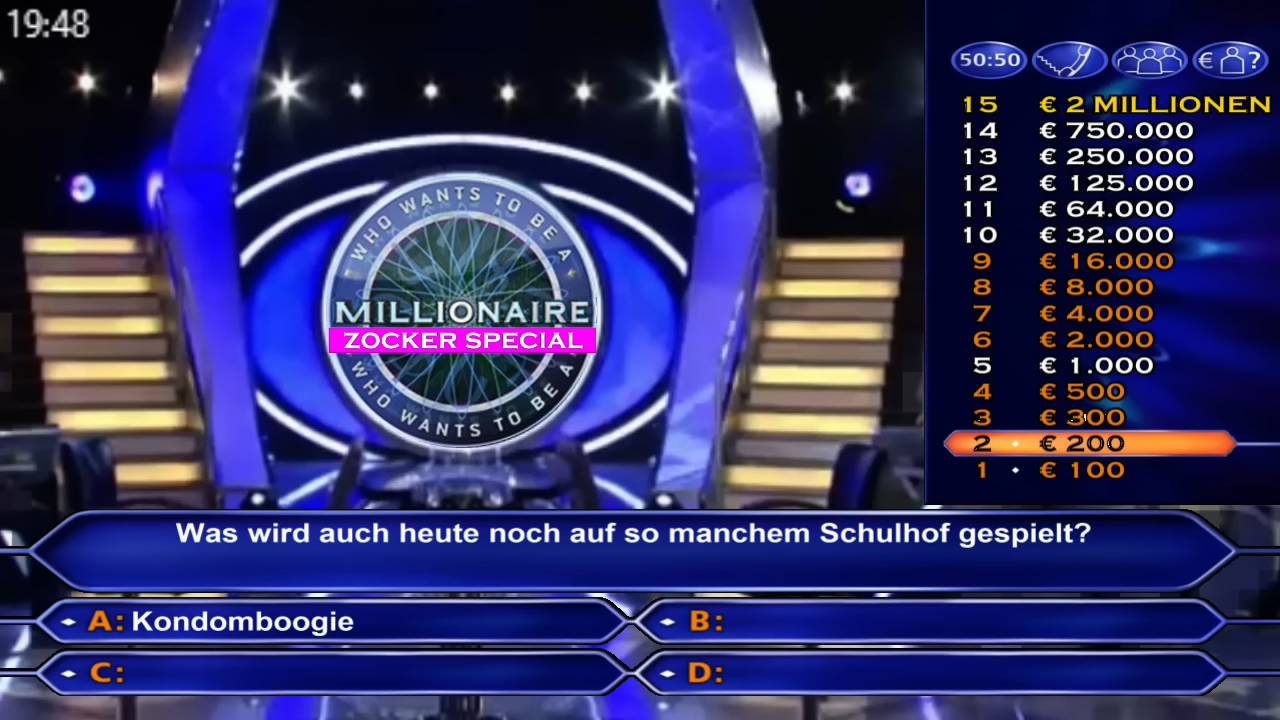 19:48
50:50
€ ?
15 € 2 MILLIONEN
14 € 750.000
13 € 250.000
12 € 125.000
11 € 64.000
10 € 32.000
9 € 16.000
8 € 8.000
7 € 4.000
6 € 2.000
5 € 1.000
4 € 500
3 € 300
2 € 200
1 € 100
WHO WANTS TO BE A
MILLIONAIRE
ZOCKER SPECIAL
WHO WANTS TO BE A
Was wird auch heute noch auf so manchem Schulhof gespielt?
A: Kondomboogie
B:
C:
D: